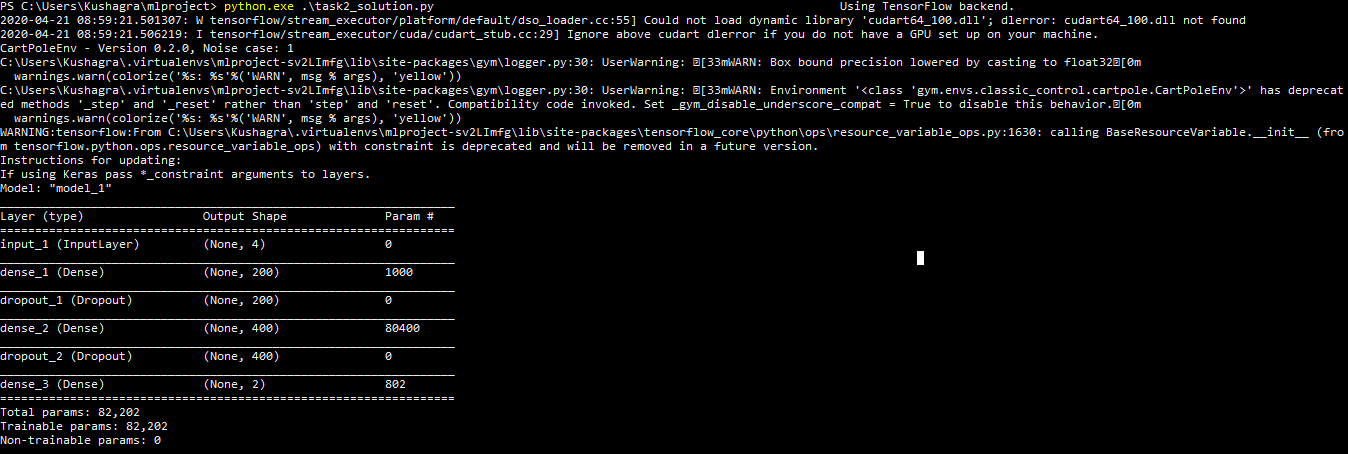 PS C:\Users\Kushagra\mlproject> python.exe .\task2_solution.py Using TensorFlow backend.
2020-04-21 08:59:21.501307: W tensorflow/stream_executor/platform/default/dso_loader.cc:55] Could not load dynamic library 'cudart64_100.dll'; dlerror: cudart64_100.dll not found
2020-04-21 08:59:21.506219: I tensorflow/stream_executor/cuda/cudart_stub.cc:29] Ignore above cudart dlerror if you do not have a GPU set up on your machine.
CartPoleEnv - Version 0.2.0, Noise case: 1
C:\Users\Kushagra\.virtualenvs\mlproject-sv2LImfg\lib\site-packages\gym\logger.py:30: UserWarning: [33mWARN: Box bound precision lowered by casting to float32[0m
  warnings.warn(colorize('%s: %s'%('WARN', msg % args), 'yellow'))
C:\Users\Kushagra\.virtualenvs\mlproject-sv2LImfg\lib\site-packages\gym\logger.py:30: UserWarning: [33mWARN: Environment '<class 'gym.envs.classic_control.cartpole.CartPoleEnv'>' has deprecat
ed methods '_step' and '_reset' rather than 'step' and 'reset'. Compatibility code invoked. Set _gym_disable_underscore_compat = True to disable this behavior.[0m
  warnings.warn(colorize('%s: %s'%('WARN', msg % args), 'yellow'))
WARNING:tensorflow:From C:\Users\Kushagra\.virtualenvs\mlproject-sv2LImfg\lib\site-packages\tensorflow_core\python\ops\resource_variable_ops.py:1630: calling BaseResourceVariable.__init__ (fro
m tensorflow.python.ops.resource_variable_ops) with constraint is deprecated and will be removed in a future version.
Instructions for updating:
If using Keras pass *_constraint arguments to layers.
Model: "model_1"
Layer (type) Output Shape Param #
input_1 (InputLayer) (None, 4) 0
dense_1 (Dense) (None, 200) 1000
dropout_1 (Dropout) (None, 200) 0
dense_2 (Dense) (None, 400) 80400
dropout_2 (Dropout) (None, 400) 0
dense_3 (Dense) (None, 2) 802
Total params: 82,202
Trainable params: 82,202
Non-trainable params: 0